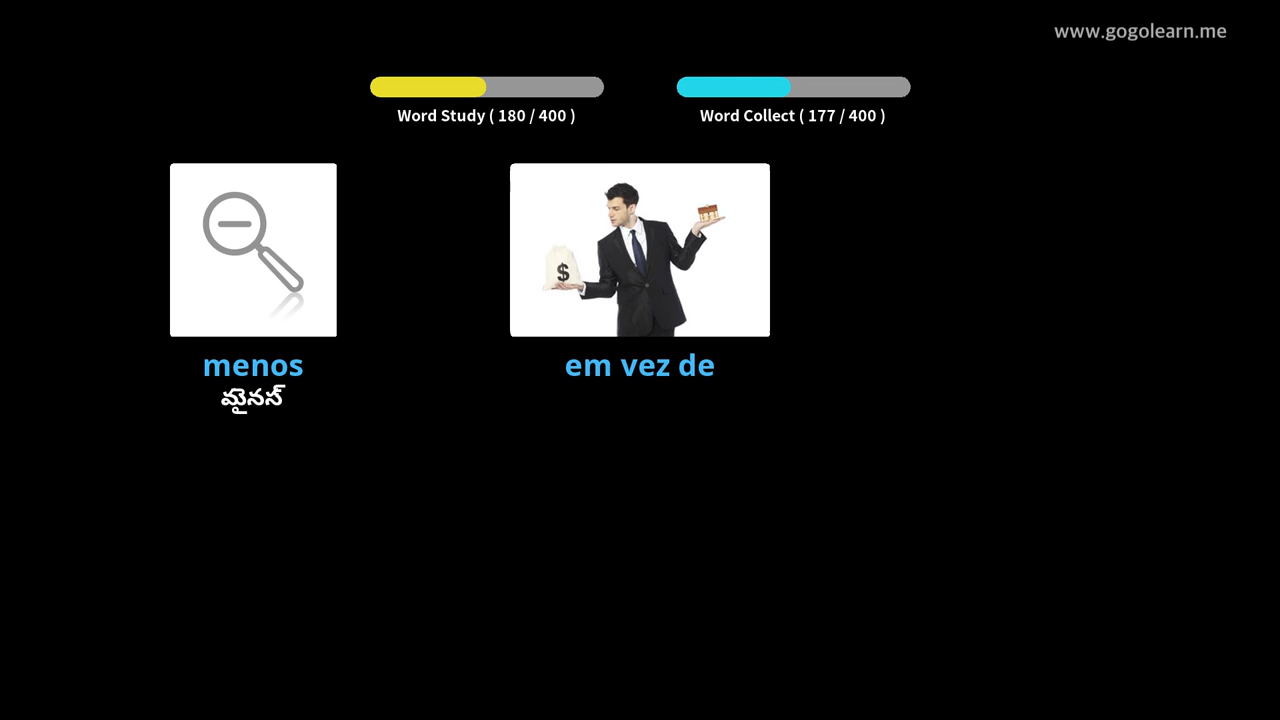 www.gogolearn.me
Word Study ( 180 / 400 )
Word Collect ( 177 / 400 )
menos
మైనస్
em vez de
$